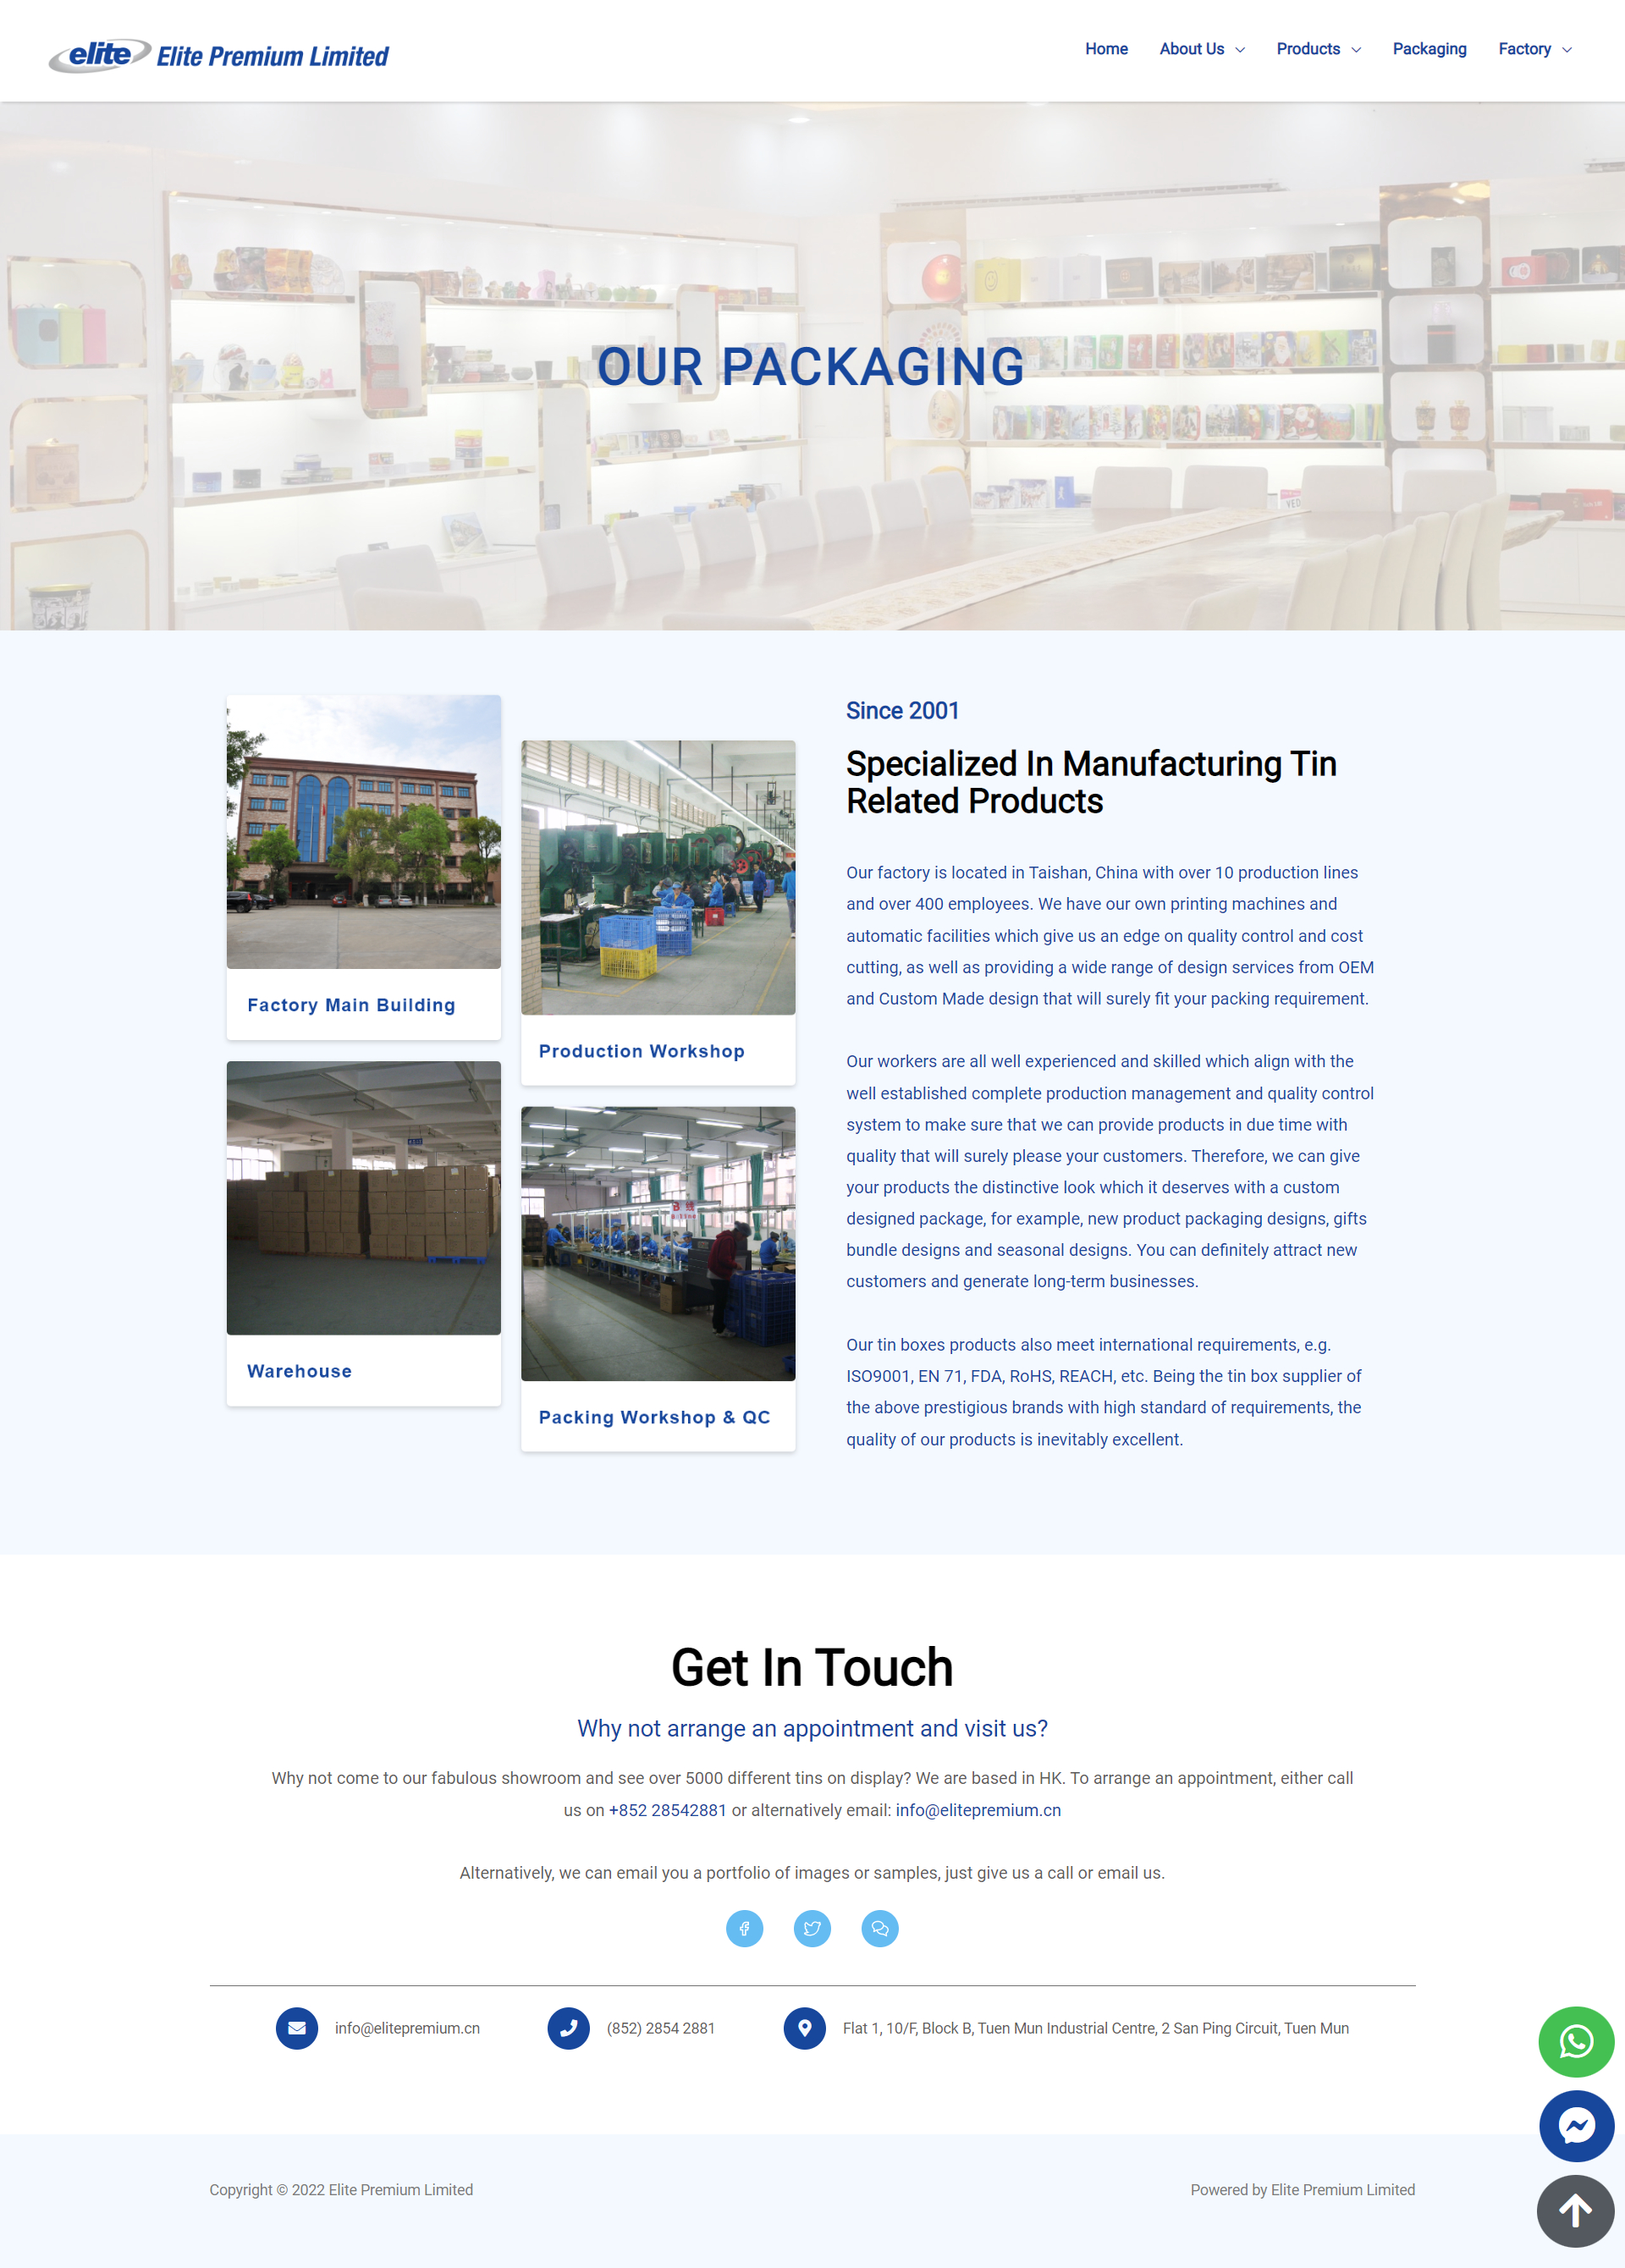 elite Elite Premium Limited
Home About Us Products Packaging Factory
OUR PACKAGING
Factory Main Building
Production Workshop
Warehouse
Packing Workshop & QC
Since 2001
Specialized In Manufacturing Tin
Related Products
Our factory is located in Taishan, China with over 10 production lines
and over 400 employees. We have our own printing machines and
automatic facilities which give us an edge on quality control and cost
cutting, as well as providing a wide range of design services from OEM
and Custom Made design that will surely fit your packing requirement.
Our workers are all well experienced and skilled which align with the
well established complete production management and quality control
system to make sure that we can provide products in due time with
quality that will surely please your customers. Therefore, we can give
your products the distinctive look which it deserves with a custom
designed package, for example, new product packaging designs, gifts
bundle designs and seasonal designs. You can definitely attract new
customers and generate long-term businesses.
Our tin boxes products also meet international requirements, e.g.
ISO9001, EN 71, FDA, RoHS, REACH, etc. Being the tin box supplier of
the above prestigious brands with high standard of requirements, the
quality of our products is inevitably excellent.
Get In Touch
Why not arrange an appointment and visit us?
Why not come to our fabulous showroom and see over 5000 different tins on display? We are based in HK. To arrange an appointment, either call
us on +852 28542881 or alternatively email: info@elitepremium.cn
Alternatively, we can email you a portfolio of images or samples, just give us a call or email us.
info@elitepremium.cn
(852) 2854 2881
Flat 1, 10/F, Block B, Tuen Mun Industrial Centre, 2 San Ping Circuit, Tuen Mun
Copyright © 2022 Elite Premium Limited
Powered by Elite Premium Limited